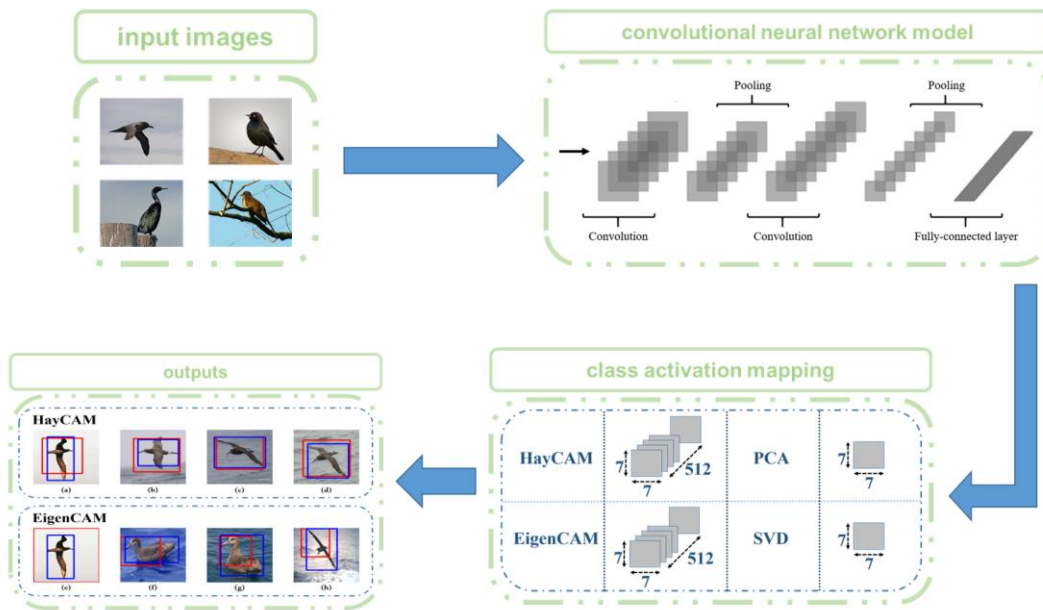 input images
convolutional neural network model
Pooling
Pooling
Convolution
Convolution
Fully-connected layer
outputs
HayCAM
(a)
(b)
(c)
(d)
EigenCAM
(e)
(f)
(g)
(h)
class activation mapping
HayCAM
7
7
512
PCA
7
7
EigenCAM
7
7
512
SVD
7
7